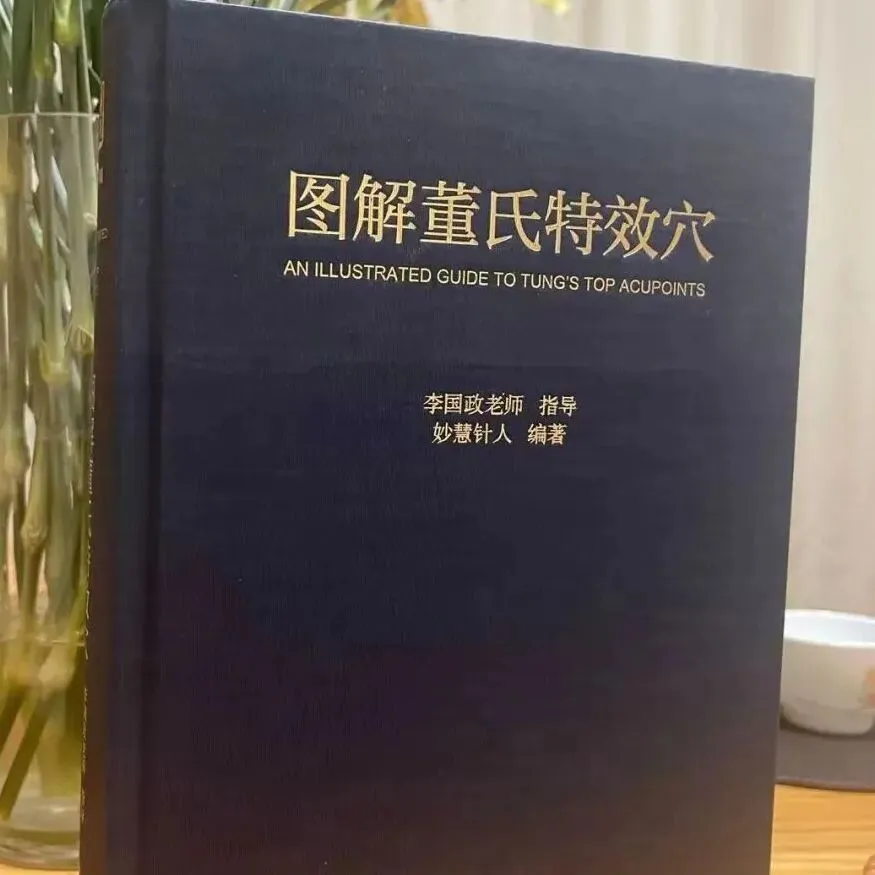 图解董氏特效穴
AN ILLUSTRATED GUIDE TO TUNG'S TOP ACUPOINTS
李国政老师 指导
妙慧针人 编著